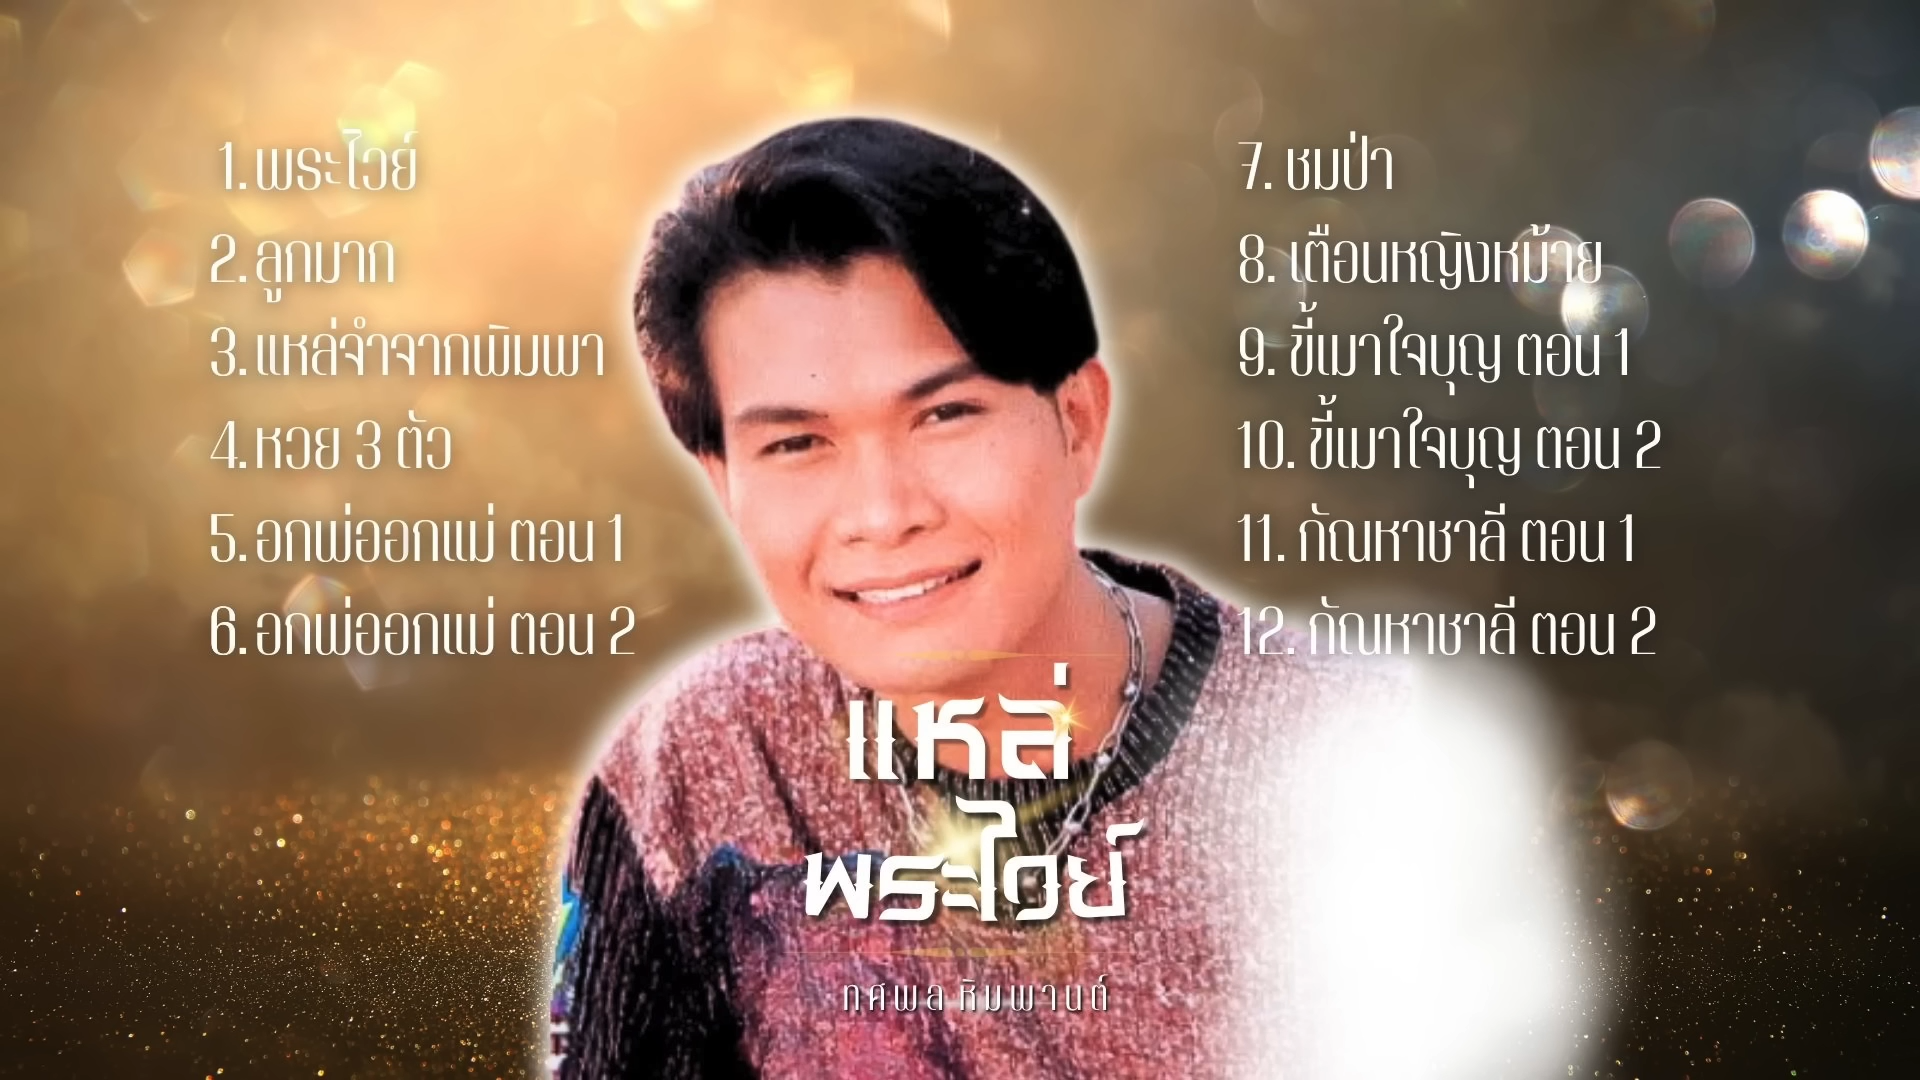 1. พระไวย์
2. ลูกมาก
3. แหล่จำจากพิมพา
4. หวย 3 ตัว
5. อกพ่ออกแม่ ตอน 1
6. อกพ่ออกแม่ ตอน 2
7. ชมป่า
8. เตือนหญิงหม้าย
9. ขี้เมาใจบุญ ตอน 1
10. ขี้เมาใจบุญ ตอน 2
11. กัณหาชาลี ตอน 1
12. กัณหาชาลี ตอน 2
แหล่
พระไวย์
ทศพล หิมพานต์